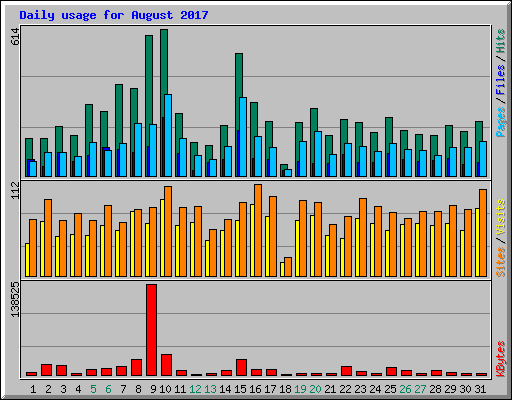 Daily usage for August 2017
614
Pages / Files / Hits
112
Sites / Visits
138525
KBytes
1 2 3 4 5 6 7 8 9 10 11 12 13 14 15 16 17 18 19 20 21 22 23 24 25 26 27 28 29 30 31